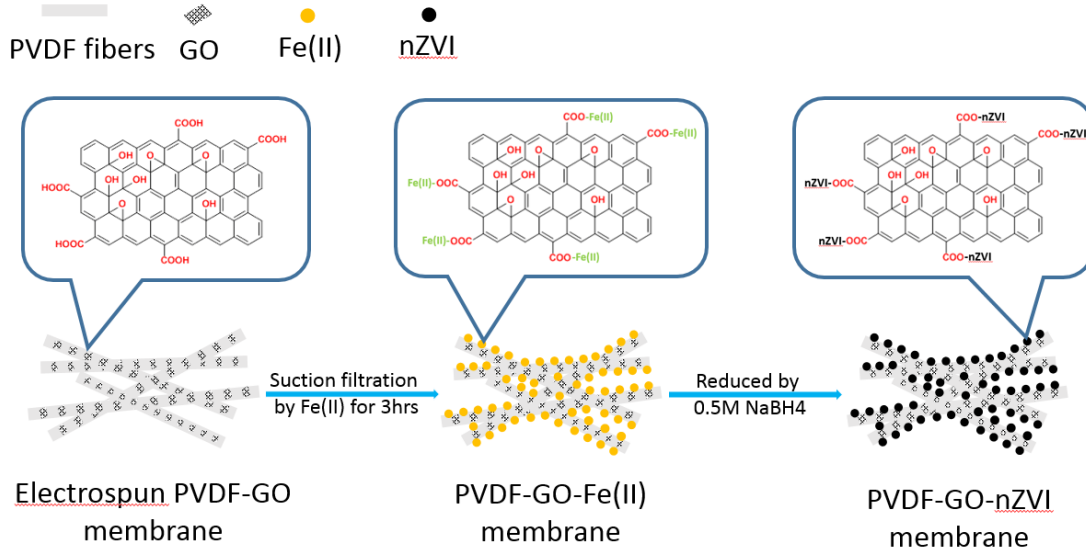 PVDF fibers GO Fe(II) nZVI
COOH
COOH
OH
O
O
OH
OH
OH
HOOC
O
OH
HOOC
COOH
COO-Fe(II)
COO-Fe(II)
OH
O
O
OH
OH
Fe(II)-OOC
O
OH
Fe(II)-OOC
COO-Fe(II)
COO-nZVI
COO-nZVI
OH
O
O
OH
OH
nZVI-OOC
O
OH
nZVI-OOC
COO-nZVI
Suction filtration
by Fe(II) for 3hrs
Reduced by
0.5M NaBH4
Electrospun PVDF-GO
membrane
PVDF-GO-Fe(II)
membrane
PVDF-GO-nZVI
membrane